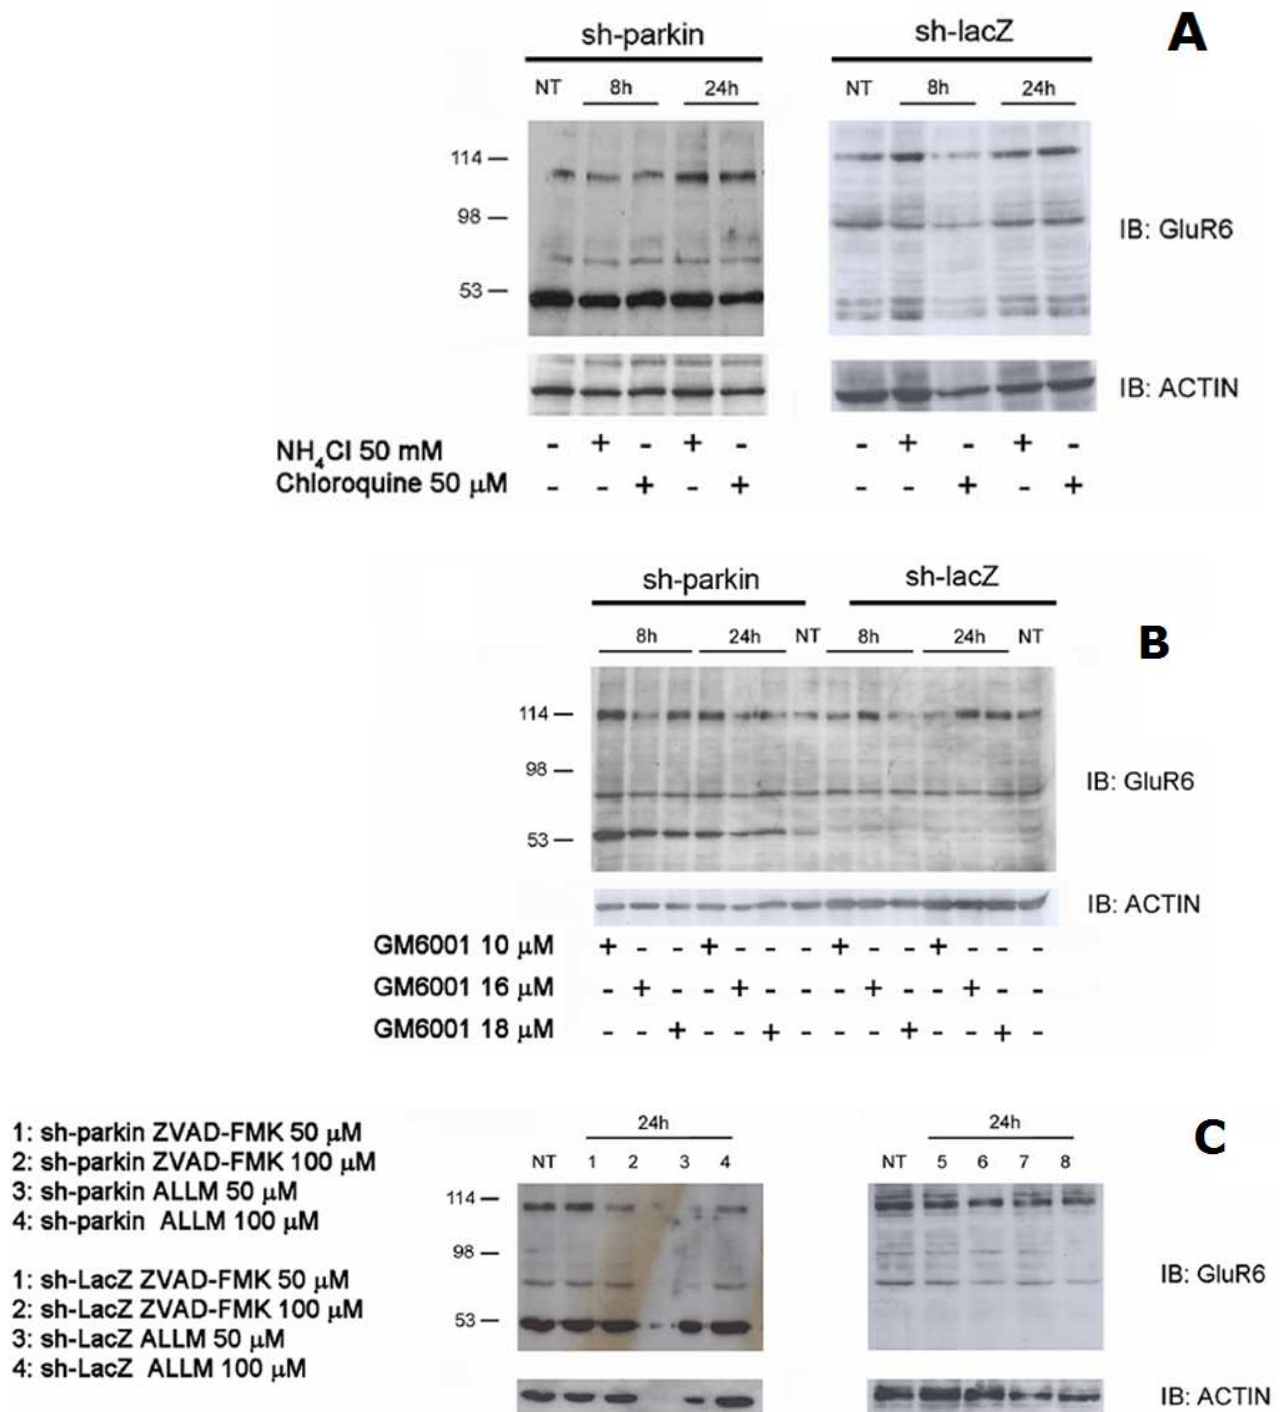 sh-parkin sh-lacZ A
NT 8h 24h NT 8h 24h
114
98
IB: GluR6
53
IB: ACTIN
NH4Cl 50 mM - + - + - - + - + -
Chloroquine 50 μM - - + - + - - + - +
sh-parkin sh-lacZ
8h 24h NT 8h 24h NT B
114
98
IB: GluR6
53
IB: ACTIN
GM6001 10 μM + - - + - - - + - - + - - -
GM6001 16 μM - + - - + - - - + - - + - -
GM6001 18 μM - - + - - + - - - + - - + -
24h 24h C
1: sh-parkin ZVAD-FMK 50 μM
2: sh-parkin ZVAD-FMK 100 μM
3: sh-parkin ALLM 50 μM
4: sh-parkin ALLM 100 μM
1: sh-LacZ ZVAD-FMK 50 μM
2: sh-LacZ ZVAD-FMK 100 μM
3: sh-LacZ ALLM 50 μM
4: sh-LacZ ALLM 100 μM
NT 1 2 3 4 NT 5 6 7 8
114
98
IB: GluR6
53
IB: ACTIN